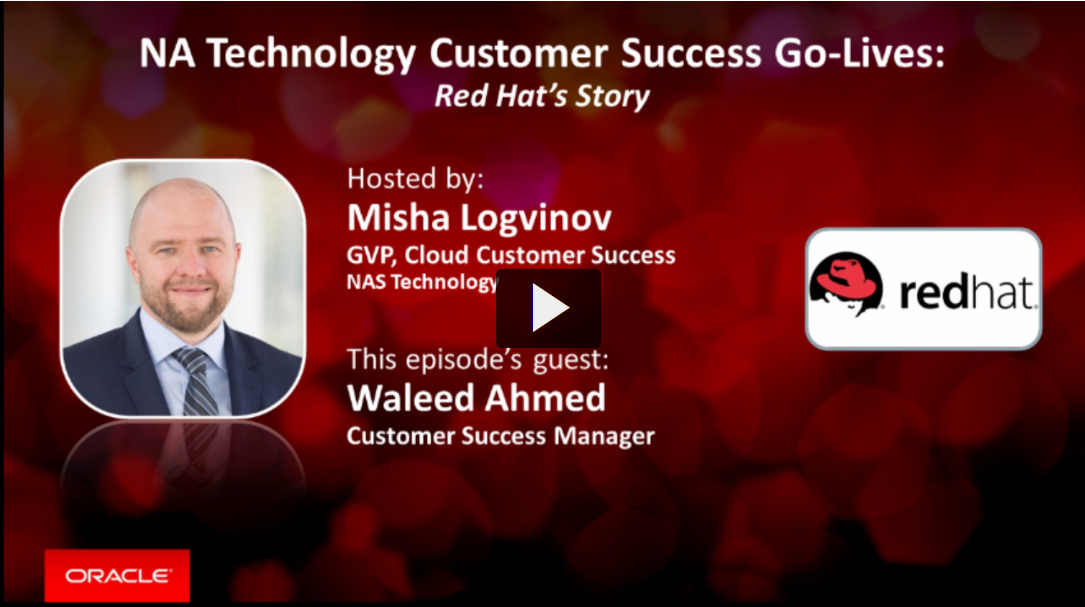 NA Technology Customer Success Go-Lives:
Red Hat's Story
Hosted by:
Misha Logvinov
GVP, Cloud Customer Success
NAS Technology
This episode's guest:
Waleed Ahmed
Customer Success Manager
redhat.
ORACLE®